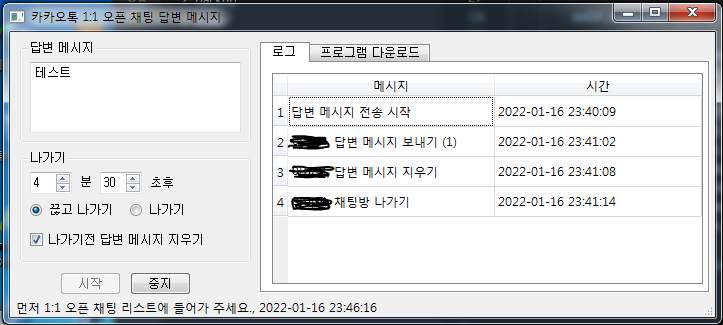 카카오톡 1:1 오픈 채팅 답변 메시지
답변 메시지
테스트
나가기
4 분 30 초후
끊고 나가기 나가기
나가기전 답변 메시지 지우기
시작 중지
로그 프로그램 다운로드
메시지 시간
1 답변 메시지 전송 시작 2022-01-16 23:40:09
2 답변 메시지 보내기 (1) 2022-01-16 23:41:02
3 답변 메시지 지우기 2022-01-16 23:41:08
4 채팅방 나가기 2022-01-16 23:41:14
먼저 1:1 오픈 채팅 리스트에 들어가 주세요., 2022-01-16 23:46:16